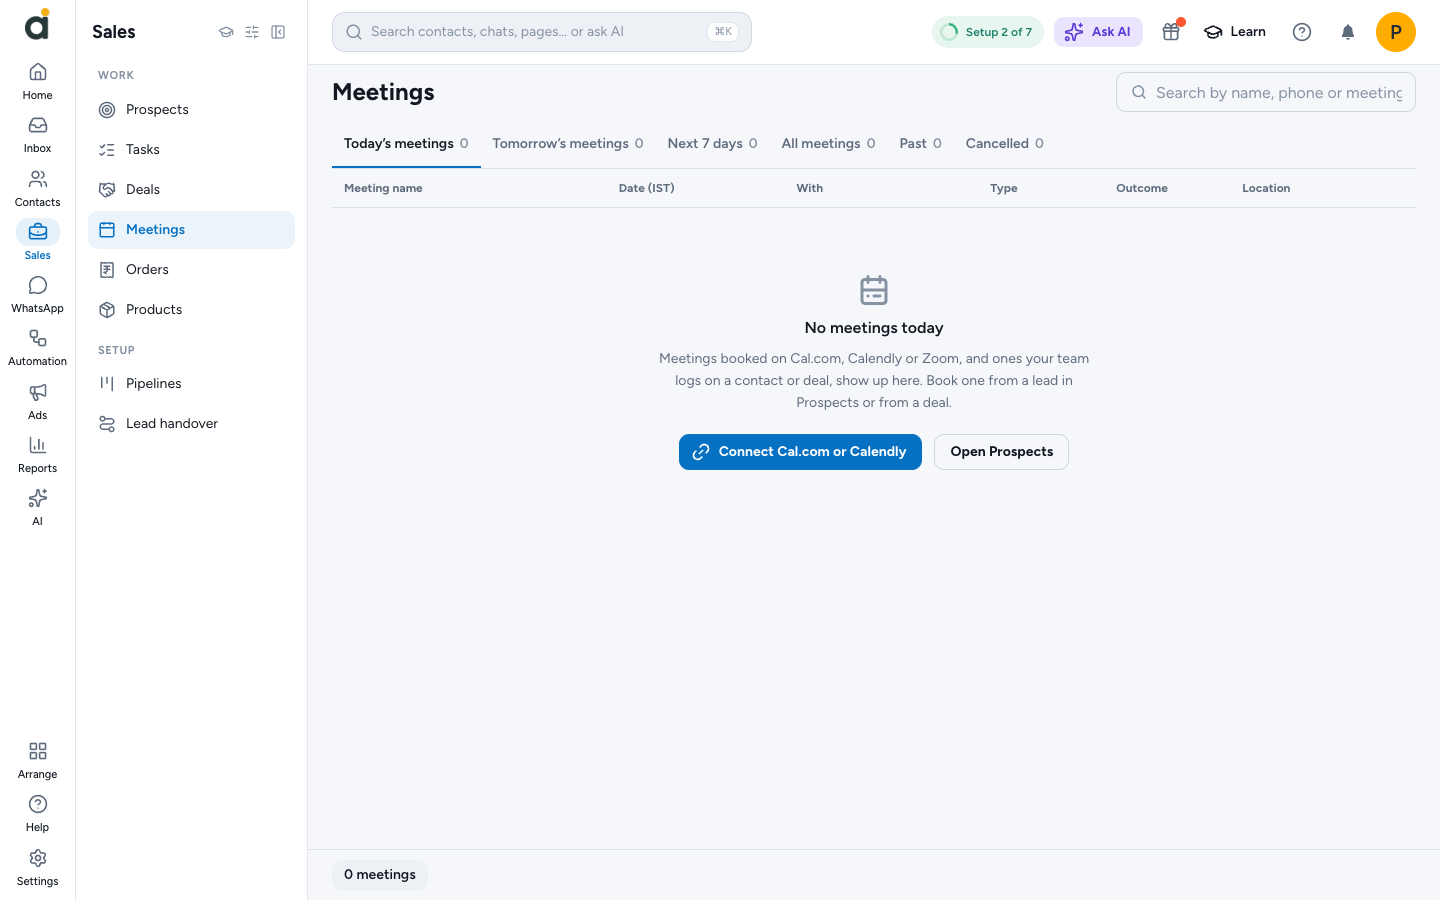 Sales
Search contacts, chats, pages... or ask AI
⌘K
Setup 2 of 7
Ask AI
Learn
P
Home
Inbox
Contacts
Sales
WhatsApp
Automation
Ads
Reports
AI
Arrange
Help
Settings
WORK
Prospects
Tasks
Deals
Meetings
Orders
Products
SETUP
Pipelines
Lead handover
Meetings
Search by name, phone or meeting
Today's meetings 0 Tomorrow's meetings 0 Next 7 days 0 All meetings 0 Past 0 Cancelled 0
Meeting name Date (IST) With Type Outcome Location
No meetings today
Meetings booked on Cal.com, Calendly or Zoom, and ones your team
logs on a contact or deal, show up here. Book one from a lead in
Prospects or from a deal.
Connect Cal.com or Calendly
Open Prospects
0 meetings